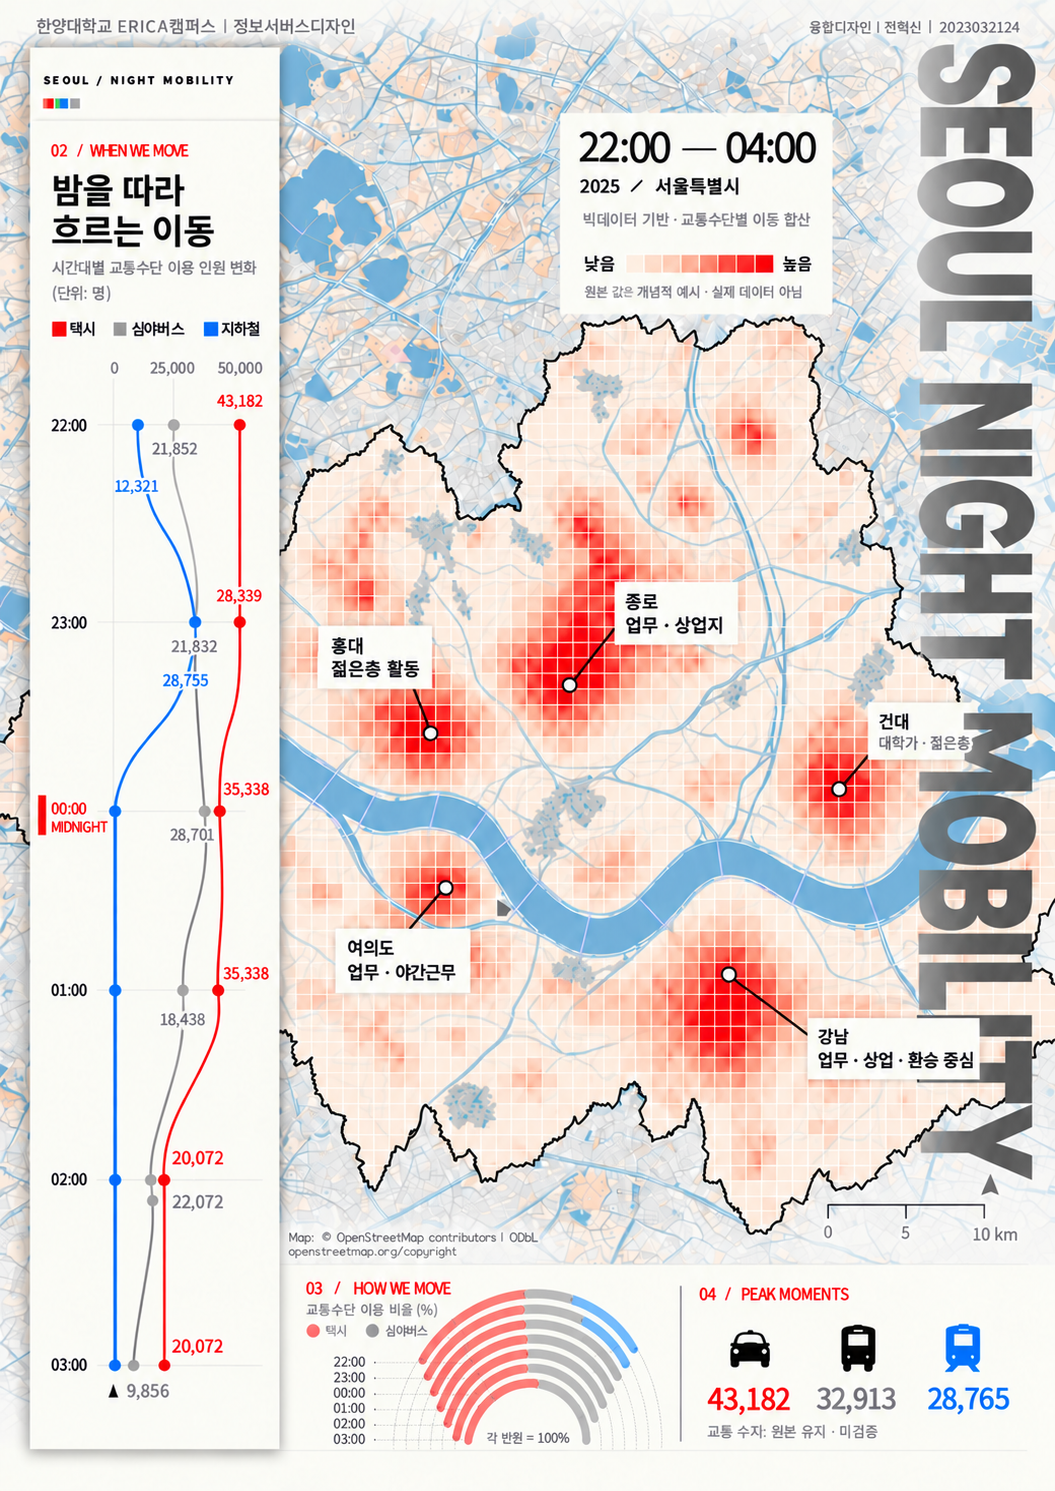 한양대학교 ERICA캠퍼스 | 정보서버스디자인
융합디자인 | 전혁신 | 2023032124
SEOUL / NIGHT MOBILITY
02 / WHEN WE MOVE
밤을 따라
흐르는 이동
시간대별 교통수단 이용 인원 변화
(단위: 명)
택시 심야버스 지하철
0 25,000 50,000
43,182
22:00
21,852
12,321
28,339
23:00
21,832
28,755
35,338
00:00
MIDNIGHT
28,701
35,338
01:00
18,438
20,072
02:00
22,072
20,072
03:00
▲ 9,856
22:00 — 04:00
2025 / 서울특별시
빅데이터 기반 · 교통수단별 이동 합산
낮음 높음
원본 값은 개념적 예시 · 실제 데이터 아님
SEOUL NIGHT MOBILITY
종로
업무 · 상업지
홍대
젊은층 활동
건대
대학가 · 젊은층
여의도
업무 · 야간근무
강남
업무 · 상업 · 환승 중심
0 5 10 km
Map: © OpenStreetMap contributors | ODbL
openstreetmap.org/copyright
03 / HOW WE MOVE
교통수단 이용 비율 (%)
택시 심야버스
22:00
23:00
00:00
01:00
02:00
03:00
각 반원 = 100%
04 / PEAK MOMENTS
43,182 32,913 28,765
교통 수지: 원본 유지 · 미검증